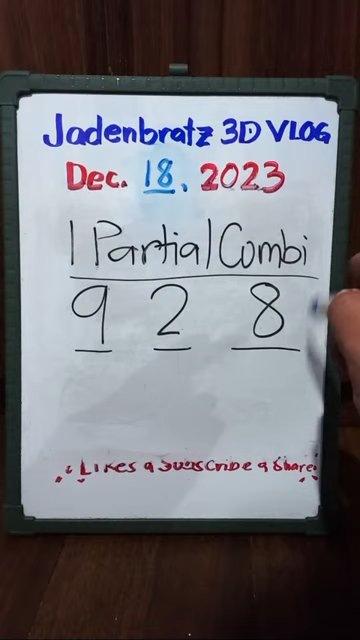 Jadenbratz 3D VLOG
Dec. 18. 2023
1 Partial Combi
9 2 8
Likes & Subscribe & Share